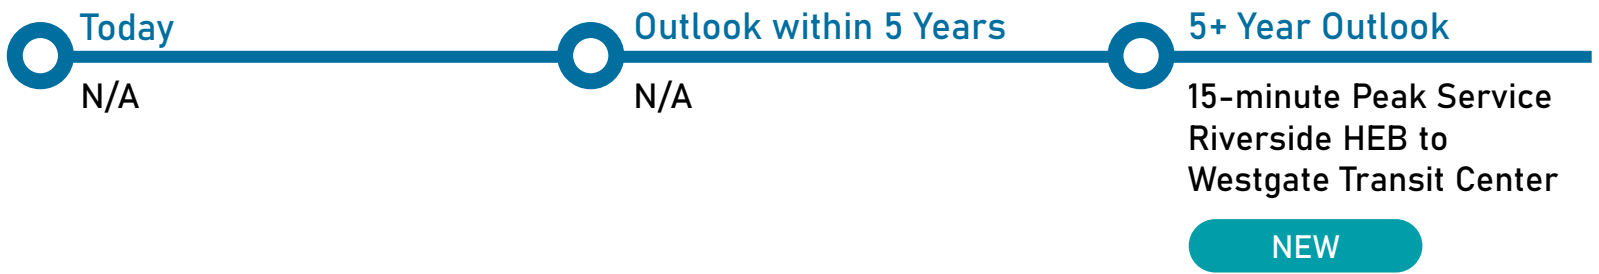 Today
N/A
Outlook within 5 Years
N/A
5+ Year Outlook
15-minute Peak Service
Riverside HEB to
Westgate Transit Center
NEW